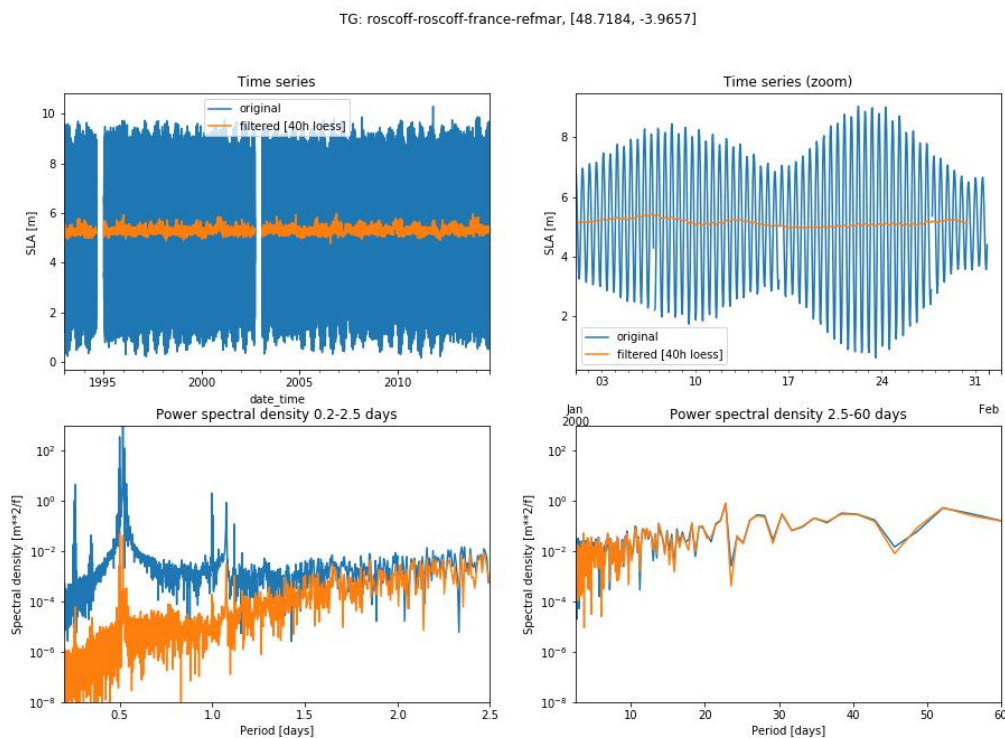 TG: roscoff-roscoff-france-refmar, [48.7184, -3.9657]
Time series
original
filtered [40h loess]
SLA [m]
10
8
6
4
2
0
1995
2000
2005
2010
date_time
Time series (zoom)
SLA [m]
8
6
4
2
original
filtered [40h loess]
03
10
17
24
31
Jan
2000
Feb
Power spectral density 0.2-2.5 days
Spectral density [m**2/f]
10^2
10^0
10^−2
10^−4
10^−6
10^−8
0.5
1.0
1.5
2.0
2.5
Period [days]
Power spectral density 2.5-60 days
Spectral density [m**2/f]
10^2
10^0
10^−2
10^−4
10^−6
10^−8
10
20
30
40
50
60
Period [days]